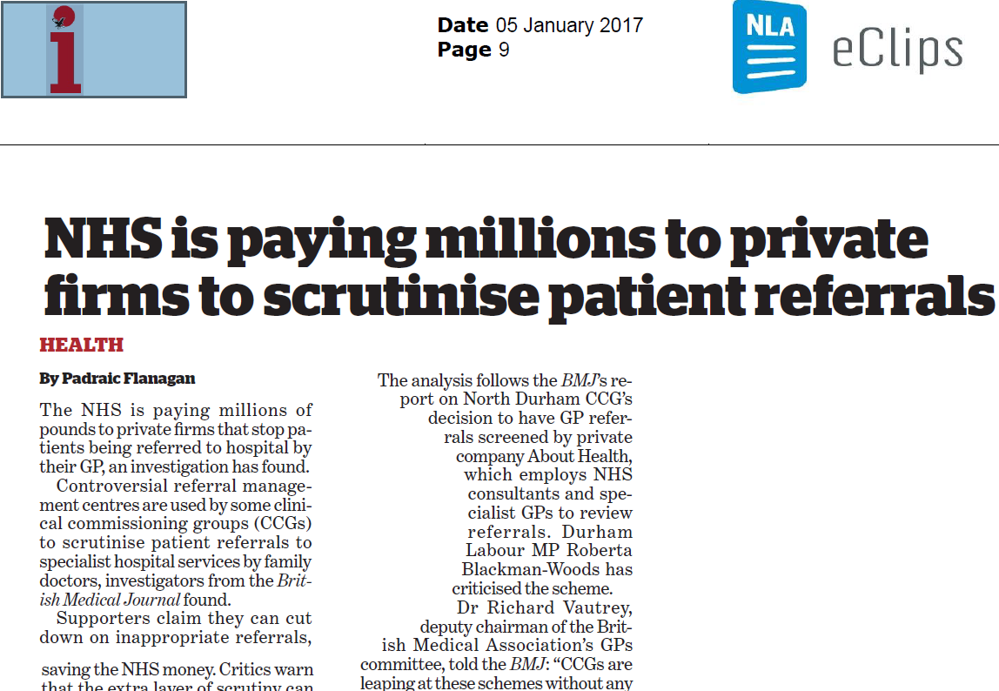 i
Date 05 January 2017
Page 9
NLA
eClips
NHS is paying millions to private
firms to scrutinise patient referrals
HEALTH
By Padraic Flanagan
The NHS is paying millions of
pounds to private firms that stop pa-
tients being referred to hospital by
their GP, an investigation has found.
Controversial referral manage-
ment centres are used by some clini-
cal commissioning groups (CCGs)
to scrutinise patient referrals to
specialist hospital services by family
doctors, investigators from the Brit-
ish Medical Journal found.
Supporters claim they can cut
down on inappropriate referrals,
saving the NHS money. Critics warn
that the extra layer of scrutiny can
The analysis follows the BMJ's re-
port on North Durham CCG's
decision to have GP refer-
rals screened by private
company About Health,
which employs NHS
consultants and spe-
cialist GPs to review
referrals. Durham
Labour MP Roberta
Blackman-Woods has
criticised the scheme.
Dr Richard Vautrey,
deputy chairman of the Brit-
ish Medical Association's GPs
committee, told the BMJ: "CCGs are
leaping at these schemes without any